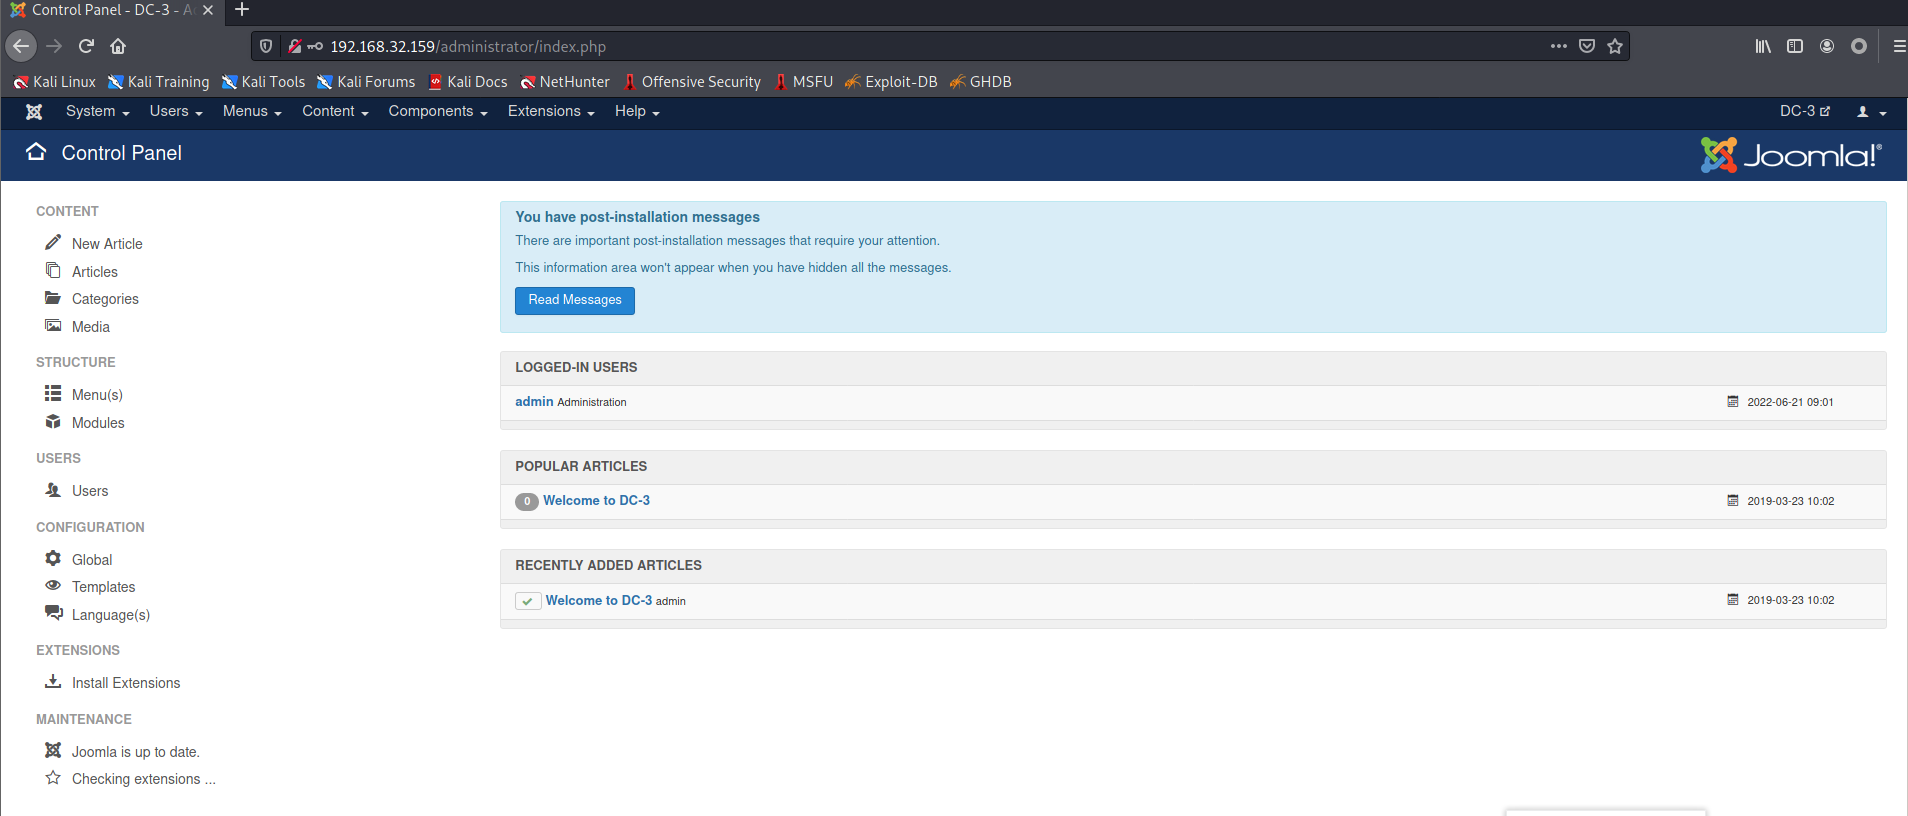 Control Panel - DC-3 - A
192.168.32.159/administrator/index.php
Kali Linux Kali Training Kali Tools Kali Forums Kali Docs NetHunter Offensive Security MSFU Exploit-DB GHDB
System Users Menus Content Components Extensions Help DC-3
Control Panel Joomla!®
CONTENT
New Article
Articles
Categories
Media
STRUCTURE
Menu(s)
Modules
USERS
Users
CONFIGURATION
Global
Templates
Language(s)
EXTENSIONS
Install Extensions
MAINTENANCE
Joomla is up to date.
Checking extensions ...
You have post-installation messages
There are important post-installation messages that require your attention.
This information area won't appear when you have hidden all the messages.
Read Messages
LOGGED-IN USERS
admin Administration 2022-06-21 09:01
POPULAR ARTICLES
0 Welcome to DC-3 2019-03-23 10:02
RECENTLY ADDED ARTICLES
Welcome to DC-3 admin 2019-03-23 10:02